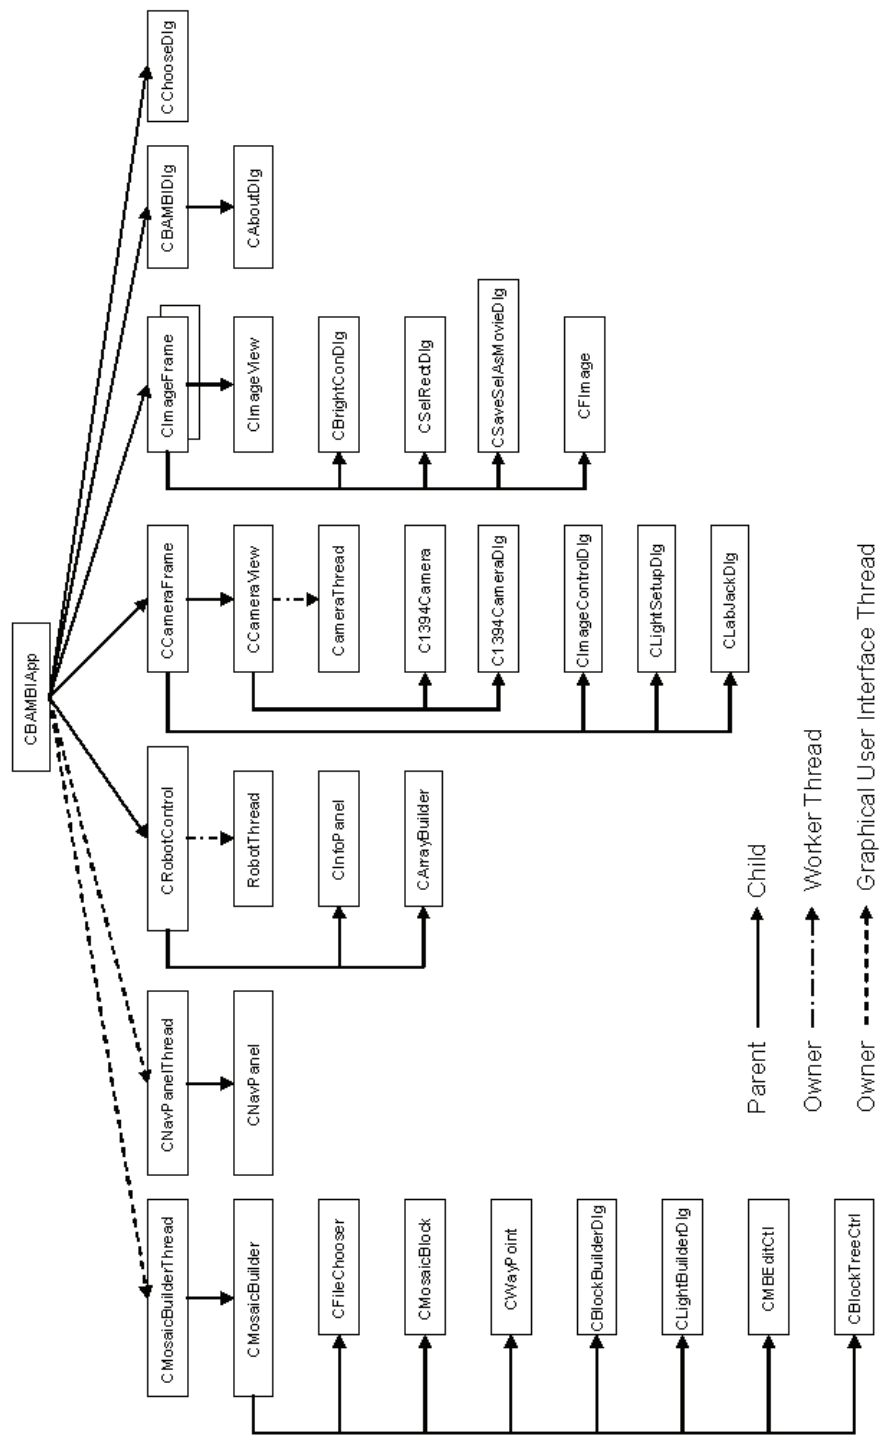 CBAMBIApp
CMosaicBuilderThread
CNavPanelThread
CRobotControl
CCameraFrame
CImageFrame
CBAMBIDlg
CChooseDlg
CMosaicBuilder
CNavPanel
RobotThread
CCameraView
CImageView
CAboutDlg
CFileChooser
CInfoPanel
CameraThread
CBrightConDlg
CMosaicBlock
CArrayBuilder
C1394Camera
CSelRectDlg
CWayPoint
C1394CameraDlg
CSaveSelAsMovieDlg
CBlockBuilderDlg
CImageControlDlg
CFImage
CLightBuilderDlg
CLightSetupDlg
CMBEditCtl
CLabJackDlg
CBlockTreeCtrl
Parent Child
Owner Worker Thread
Owner Graphical User Interface Thread